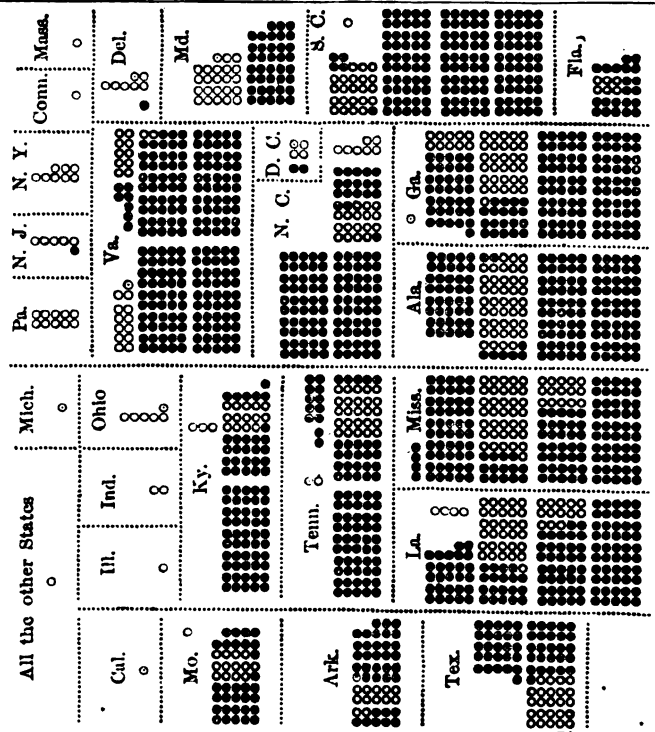 All the other States
Mich.
Pa.
N. J.
N. Y.
Conn.
Mass.
Cal.
Ill.
Ind.
Ohio
Va.
Del.
Md.
Mo.
Ky.
N. C.
D. C.
S. C.
Ark.
Tenn.
Tex.
La.
Miss.
Ala.
Ga.
Fla.,